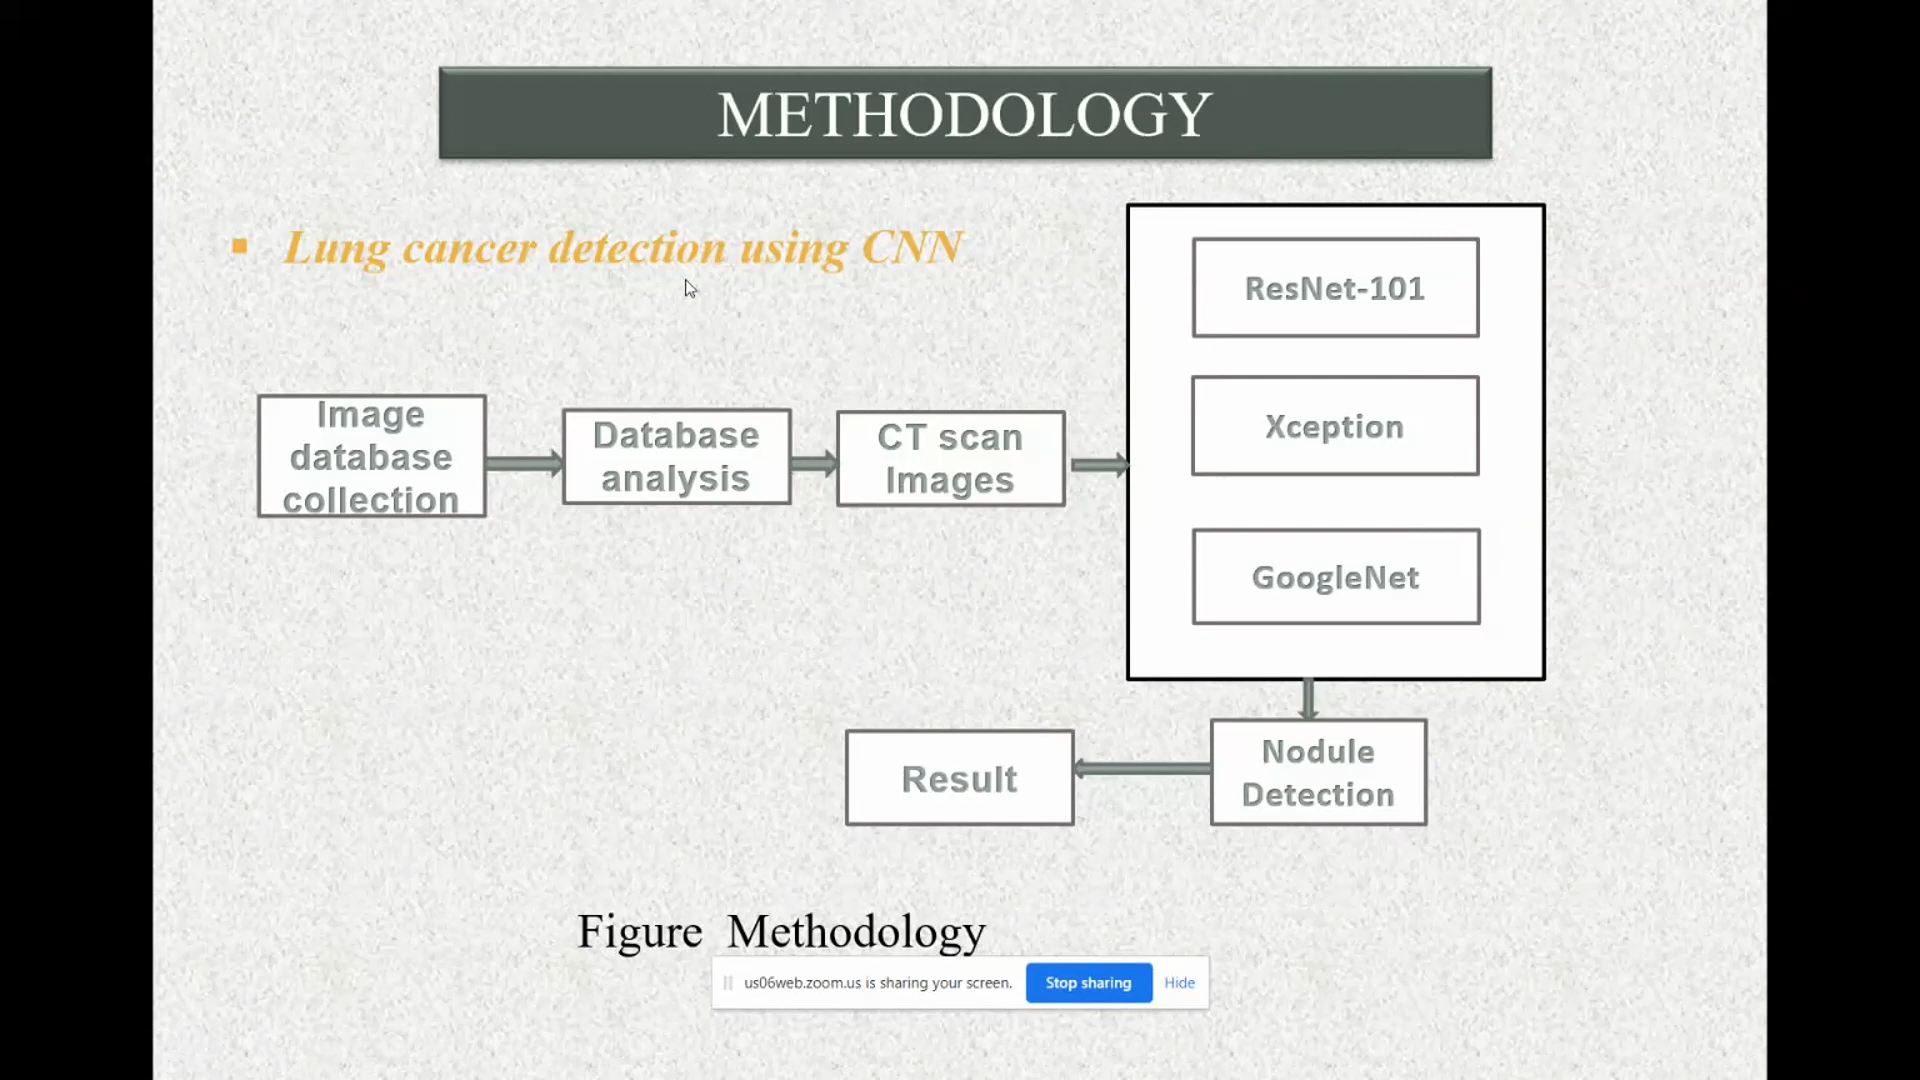 METHODOLOGY
▪ Lung cancer detection using CNN
Image
database
collection
Database
analysis
CT scan
Images
ResNet-101
Xception
GoogleNet
Nodule
Detection
Result
Figure Methodology
us06web.zoom.us is sharing your screen. Stop sharing Hide